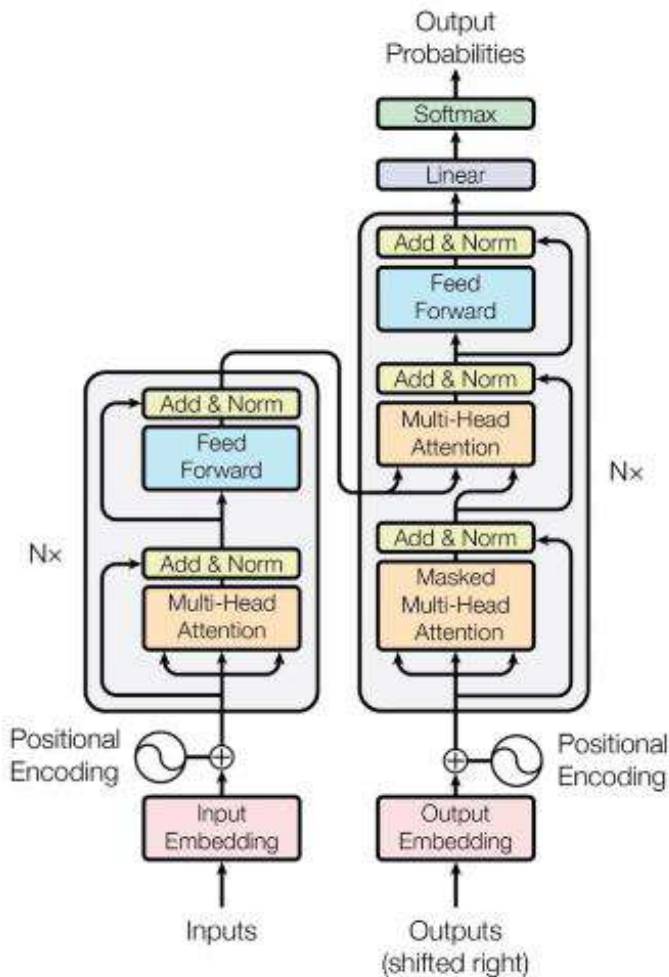 Output
Probabilities
Softmax
Linear
Add & Norm
Feed
Forward
Add & Norm
Multi-Head
Attention
Nx
Add & Norm
Masked
Multi-Head
Attention
Add & Norm
Feed
Forward
Nx
Add & Norm
Multi-Head
Attention
Positional
Encoding
Positional
Encoding
Input
Embedding
Output
Embedding
Inputs
Outputs
(shifted right)